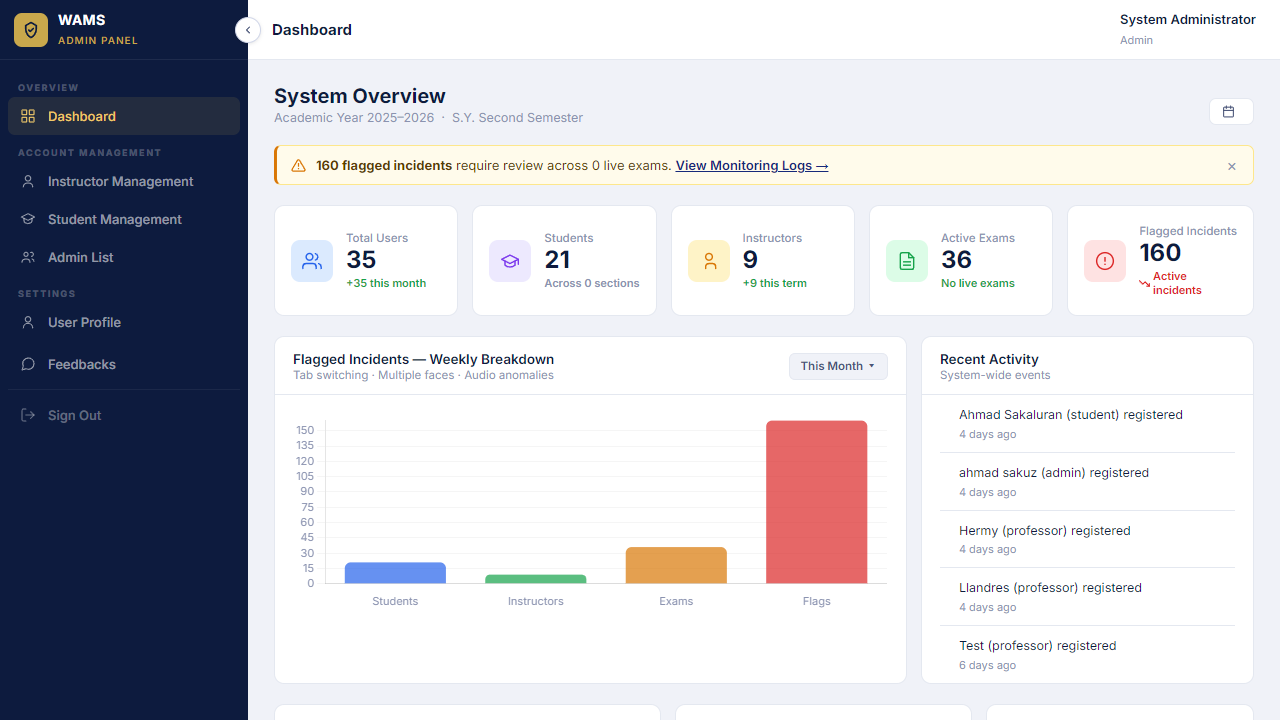 WAMS
ADMIN PANEL
OVERVIEW
Dashboard
ACCOUNT MANAGEMENT
Instructor Management
Student Management
Admin List
SETTINGS
User Profile
Feedbacks
Sign Out
Dashboard
System Administrator
Admin
System Overview
Academic Year 2025–2026 · S.Y. Second Semester
160 flagged incidents require review across 0 live exams. View Monitoring Logs →
×
Total Users
35
+35 this month
Students
21
Across 0 sections
Instructors
9
+9 this term
Active Exams
36
No live exams
Flagged Incidents
160
Active
incidents
Flagged Incidents — Weekly Breakdown
Tab switching · Multiple faces · Audio anomalies
This Month
150
135
120
105
90
75
60
45
30
15
0
Students
Instructors
Exams
Flags
Recent Activity
System-wide events
Ahmad Sakaluran (student) registered
4 days ago
ahmad sakuz (admin) registered
4 days ago
Hermy (professor) registered
4 days ago
Llandres (professor) registered
4 days ago
Test (professor) registered
6 days ago